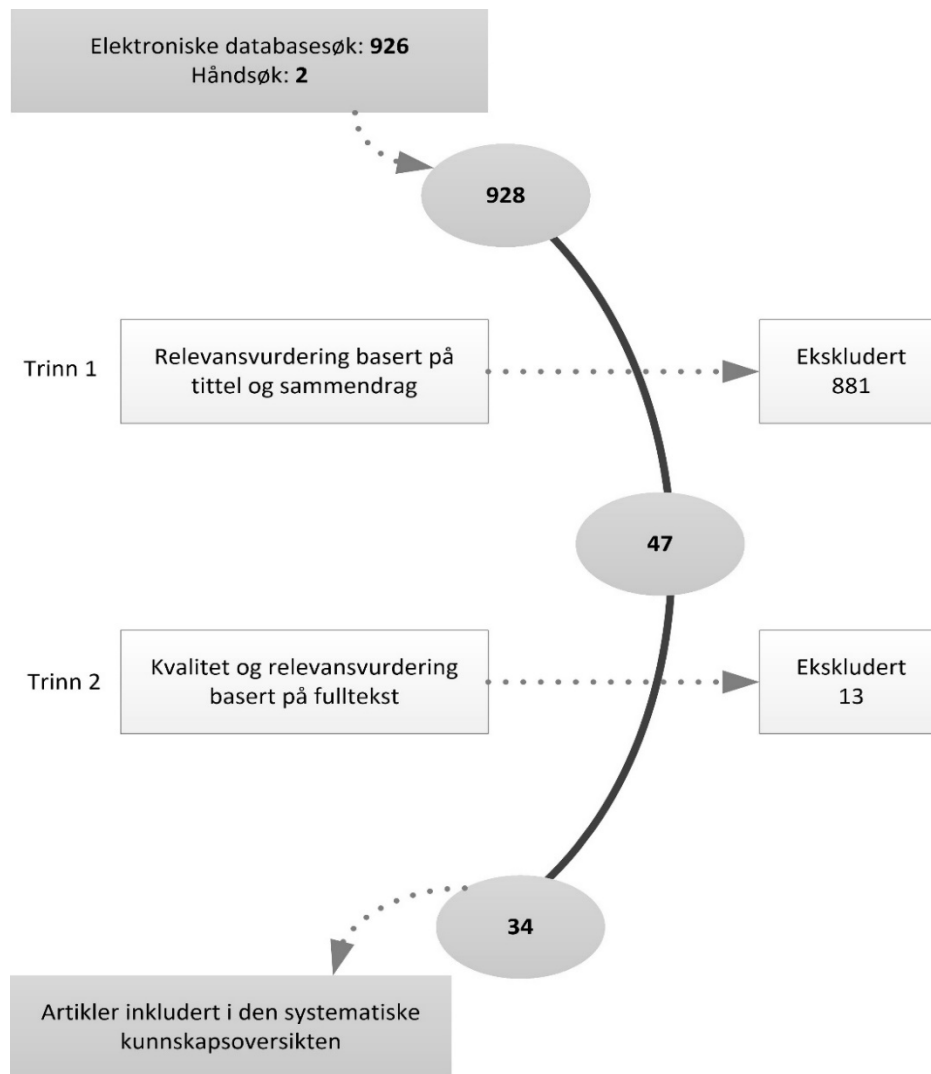 Elektroniske databasesøk: 926
Håndsøk: 2
928
Trinn 1
Relevansvurdering basert på
tittel og sammendrag
Ekskludert
881
47
Trinn 2
Kvalitet og relevansvurdering
basert på fulltekst
Ekskludert
13
34
Artikler inkludert i den systematiske
kunnskapsoversikten